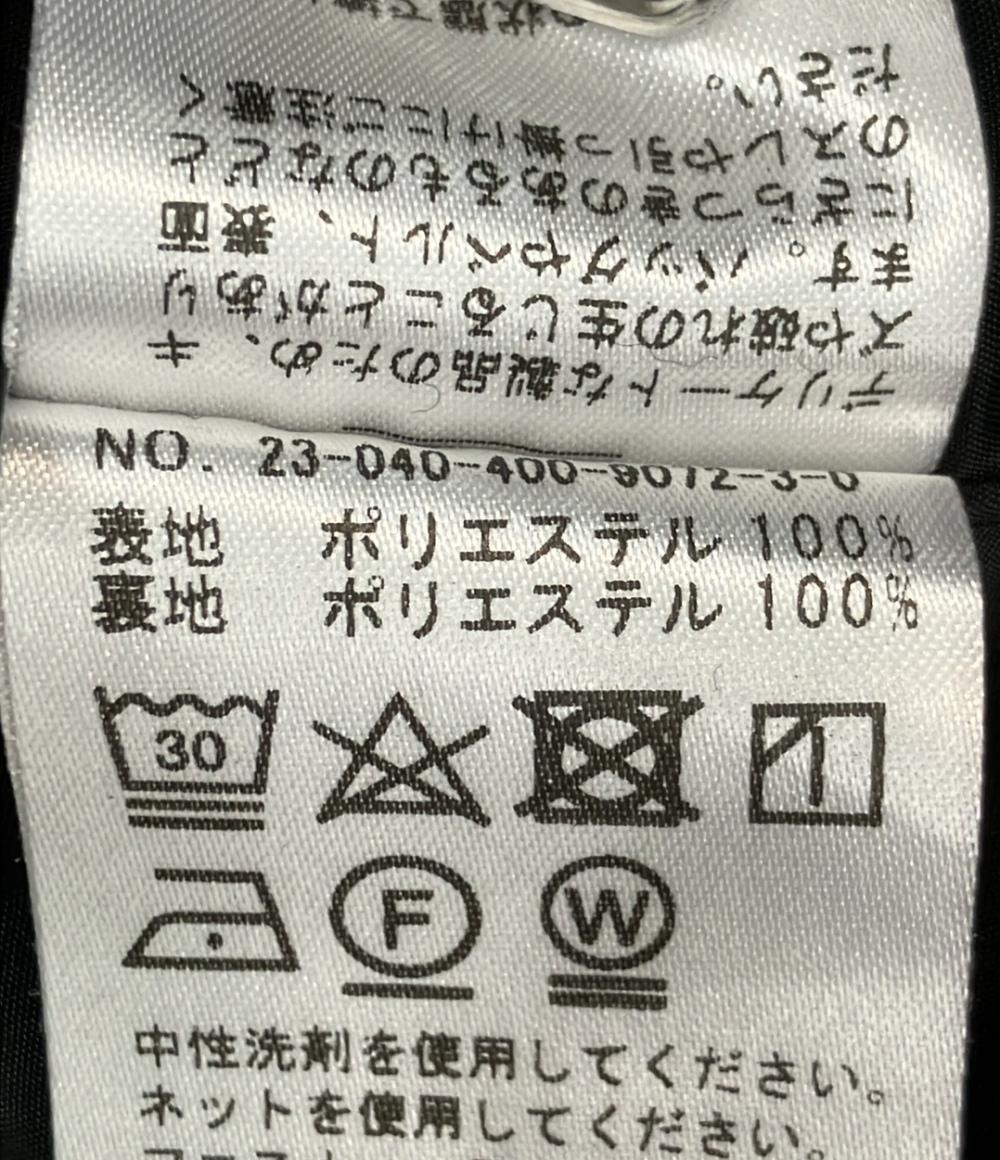 デリケートな製品のため、キ
ズや破れの生じることがあり
ます。バッグやベルト、表面
にざらつきのあるものなどと
のスレや引っ掛けにご注意く
ださい。
の状態で
NO. 23-040-400-9072-3-0
表地 ポリエステル 100%
裏地 ポリエステル 100%
30
F
W
中性洗剤を使用してください。
ネットを使用してください。